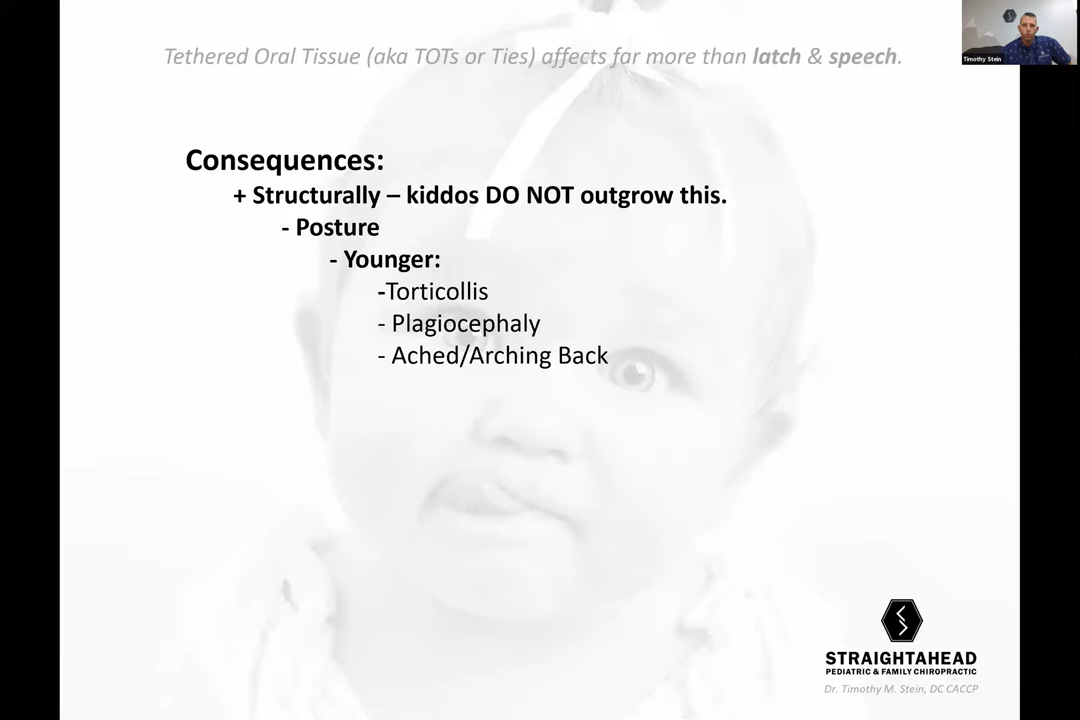 Tethered Oral Tissue (aka TOTs or Ties) affects far more than latch & speech.
Timothy Stein
Consequences:
+ Structurally – kiddos DO NOT outgrow this.
- Posture
- Younger:
-Torticollis
- Plagiocephaly
- Ached/Arching Back
STRAIGHTAHEAD
PEDIATRIC & FAMILY CHIROPRACTIC
Dr. Timothy M. Stein, DC CACCP